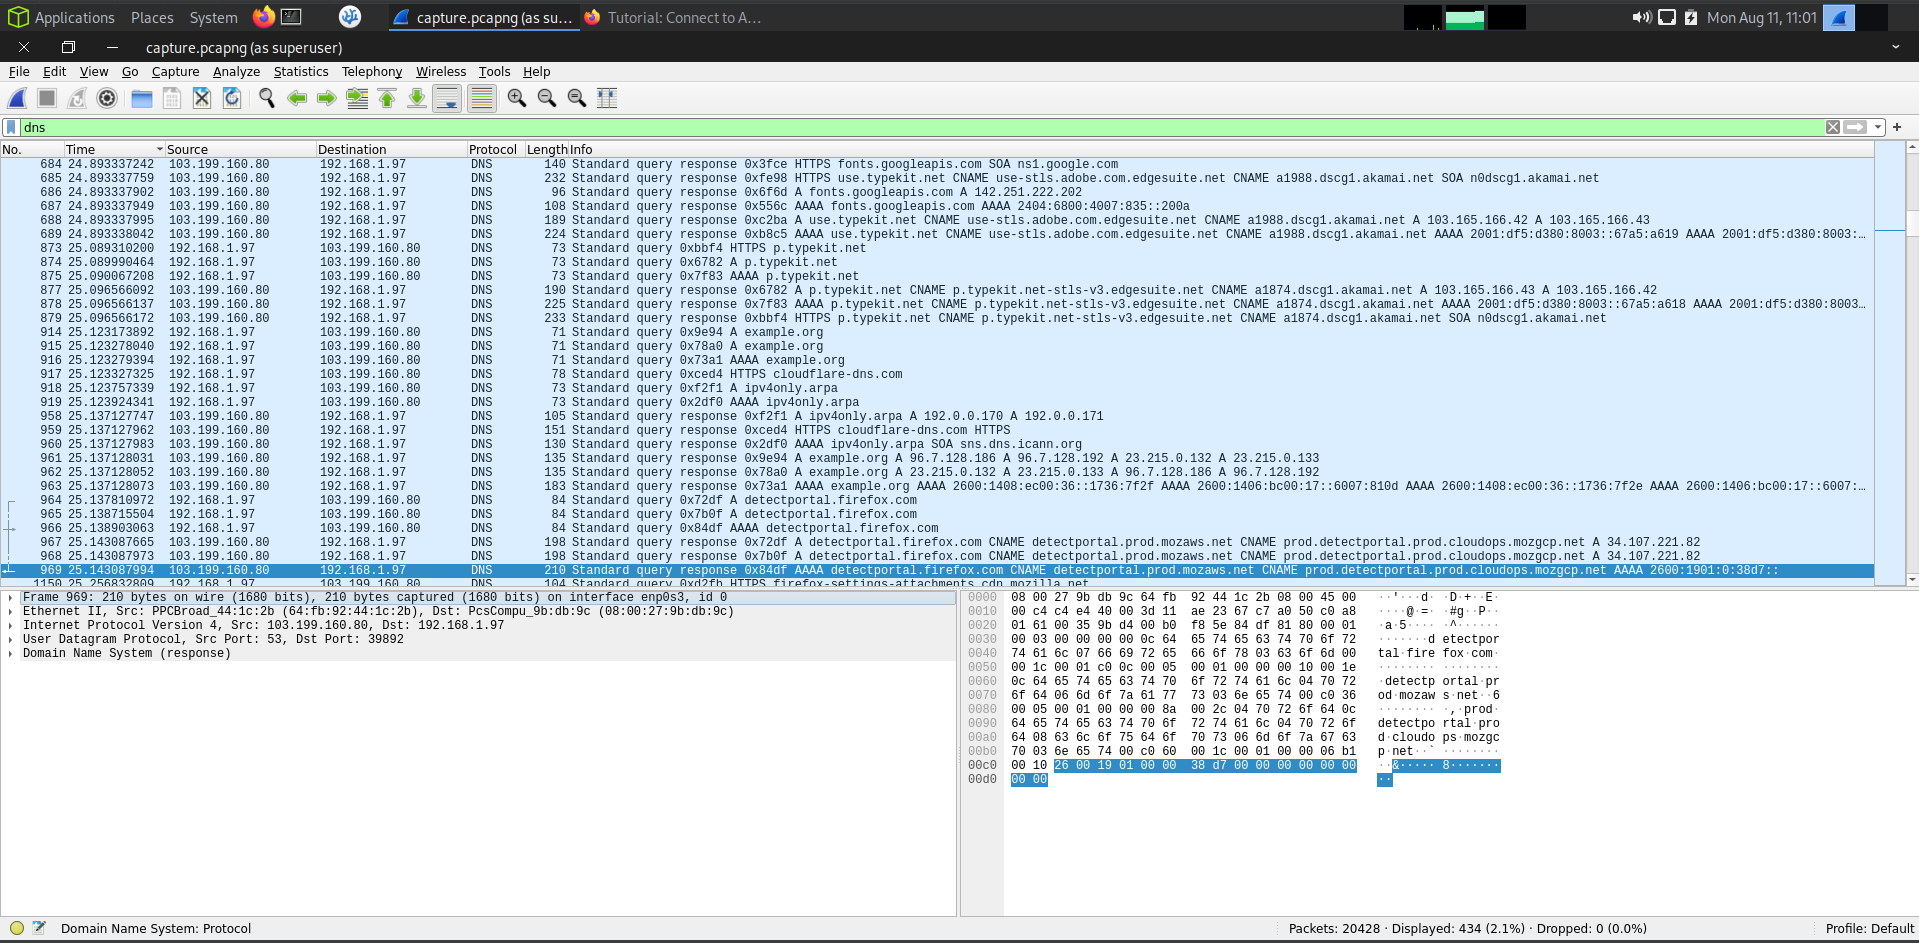 Applications Places System capture.pcapng (as su... Tutorial: Connect to A... Mon Aug 11, 11:01
capture.pcapng (as superuser)
File Edit View Go Capture Analyze Statistics Telephony Wireless Tools Help
dns
No. Time Source Destination Protocol Length Info
684 24.893337242 103.199.160.80 192.168.1.97 DNS 140 Standard query response 0x3fce HTTPS fonts.googleapis.com SOA ns1.google.com
685 24.893337759 103.199.160.80 192.168.1.97 DNS 232 Standard query response 0xfe98 HTTPS use.typekit.net CNAME use-stls.adobe.com.edgesuite.net CNAME a1988.dscg1.akamai.net SOA n0dscg1.akamai.net
686 24.893337902 103.199.160.80 192.168.1.97 DNS 96 Standard query response 0x6f6d A fonts.googleapis.com A 142.251.222.202
687 24.893337949 103.199.160.80 192.168.1.97 DNS 108 Standard query response 0x556c AAAA fonts.googleapis.com AAAA 2404:6800:4007:835::200a
688 24.893337995 103.199.160.80 192.168.1.97 DNS 189 Standard query response 0xc2ba A use.typekit.net CNAME use-stls.adobe.com.edgesuite.net CNAME a1988.dscg1.akamai.net A 103.165.166.42 A 103.165.166.43
689 24.893338042 103.199.160.80 192.168.1.97 DNS 224 Standard query response 0xb8c5 AAAA use.typekit.net CNAME use-stls.adobe.com.edgesuite.net CNAME a1988.dscg1.akamai.net AAAA 2001:df5:d380:8003::67a5:a619 AAAA 2001:df5:d380:8003:...
873 25.089310200 192.168.1.97 103.199.160.80 DNS 73 Standard query 0xbbf4 HTTPS p.typekit.net
874 25.089990464 192.168.1.97 103.199.160.80 DNS 73 Standard query 0x6782 A p.typekit.net
875 25.090067208 192.168.1.97 103.199.160.80 DNS 73 Standard query 0x7f83 AAAA p.typekit.net
877 25.096566092 103.199.160.80 192.168.1.97 DNS 190 Standard query response 0x6782 A p.typekit.net CNAME p.typekit.net-stls-v3.edgesuite.net CNAME a1874.dscg1.akamai.net A 103.165.166.43 A 103.165.166.42
878 25.096566137 103.199.160.80 192.168.1.97 DNS 225 Standard query response 0x7f83 AAAA p.typekit.net CNAME p.typekit.net-stls-v3.edgesuite.net CNAME a1874.dscg1.akamai.net AAAA 2001:df5:d380:8003::67a5:a618 AAAA 2001:df5:d380:8003...
879 25.096566172 103.199.160.80 192.168.1.97 DNS 233 Standard query response 0xbbf4 HTTPS p.typekit.net CNAME p.typekit.net-stls-v3.edgesuite.net CNAME a1874.dscg1.akamai.net SOA n0dscg1.akamai.net
914 25.123173892 192.168.1.97 103.199.160.80 DNS 71 Standard query 0x9e94 A example.org
915 25.123278040 192.168.1.97 103.199.160.80 DNS 71 Standard query 0x78a0 A example.org
916 25.123279394 192.168.1.97 103.199.160.80 DNS 71 Standard query 0x73a1 AAAA example.org
917 25.123327325 192.168.1.97 103.199.160.80 DNS 78 Standard query 0xced4 HTTPS cloudflare-dns.com
918 25.123757339 192.168.1.97 103.199.160.80 DNS 73 Standard query 0xf2f1 A ipv4only.arpa
919 25.123924341 192.168.1.97 103.199.160.80 DNS 73 Standard query 0x2df0 AAAA ipv4only.arpa
958 25.137127747 103.199.160.80 192.168.1.97 DNS 105 Standard query response 0xf2f1 A ipv4only.arpa A 192.0.0.170 A 192.0.0.171
959 25.137127962 103.199.160.80 192.168.1.97 DNS 151 Standard query response 0xced4 HTTPS cloudflare-dns.com HTTPS
960 25.137127983 103.199.160.80 192.168.1.97 DNS 130 Standard query response 0x2df0 AAAA ipv4only.arpa SOA sns.dns.icann.org
961 25.137128031 103.199.160.80 192.168.1.97 DNS 135 Standard query response 0x9e94 A example.org A 96.7.128.186 A 96.7.128.192 A 23.215.0.132 A 23.215.0.133
962 25.137128052 103.199.160.80 192.168.1.97 DNS 135 Standard query response 0x78a0 A example.org A 23.215.0.132 A 23.215.0.133 A 96.7.128.186 A 96.7.128.192
963 25.137128073 103.199.160.80 192.168.1.97 DNS 183 Standard query response 0x73a1 AAAA example.org AAAA 2600:1408:ec00:36::1736:7f2f AAAA 2600:1406:bc00:17::6007:810d AAAA 2600:1408:ec00:36::1736:7f2e AAAA 2600:1406:bc00:17::6007:...
964 25.137810972 192.168.1.97 103.199.160.80 DNS 84 Standard query 0x72df A detectportal.firefox.com
965 25.138715504 192.168.1.97 103.199.160.80 DNS 84 Standard query 0x7b0f A detectportal.firefox.com
966 25.138903063 192.168.1.97 103.199.160.80 DNS 84 Standard query 0x84df AAAA detectportal.firefox.com
967 25.143087665 103.199.160.80 192.168.1.97 DNS 198 Standard query response 0x72df A detectportal.firefox.com CNAME detectportal.prod.mozaws.net CNAME prod.detectportal.prod.cloudops.mozgcp.net A 34.107.221.82
968 25.143087973 103.199.160.80 192.168.1.97 DNS 198 Standard query response 0x7b0f A detectportal.firefox.com CNAME detectportal.prod.mozaws.net CNAME prod.detectportal.prod.cloudops.mozgcp.net A 34.107.221.82
969 25.143087994 103.199.160.80 192.168.1.97 DNS 210 Standard query response 0x84df AAAA detectportal.firefox.com CNAME detectportal.prod.mozaws.net CNAME prod.detectportal.prod.cloudops.mozgcp.net AAAA 2600:1901:0:38d7::
1150 25.256832809 192.168.1.97 103.199.160.80 DNS 104 Standard query 0xd2fb HTTPS firefox-settings-attachments.cdn.mozilla.net
Frame 969: 210 bytes on wire (1680 bits), 210 bytes captured (1680 bits) on interface enp0s3, id 0
Ethernet II, Src: PPCBroad_44:1c:2b (64:fb:92:44:1c:2b), Dst: PcsCompu_9b:db:9c (08:00:27:9b:db:9c)
Internet Protocol Version 4, Src: 103.199.160.80, Dst: 192.168.1.97
User Datagram Protocol, Src Port: 53, Dst Port: 39892
Domain Name System (response)
0000 08 00 27 9b db 9c 64 fb 92 44 1c 2b 08 00 45 00 ··'···d· ·D·+··E·
0010 00 c4 c4 e4 40 00 3d 11 ae 23 67 c7 a0 50 c0 a8 ····@·=· ·#g··P··
0020 01 61 00 35 9b d4 00 b0 f8 5e 84 df 81 80 00 01 ·a·5···· ·^······
0030 00 03 00 00 00 00 0c 64 65 74 65 63 74 70 6f 72 ·······d etectpor
0040 74 61 6c 07 66 69 72 65 66 6f 78 03 63 6f 6d 00 tal·fire fox·com·
0050 00 1c 00 01 c0 0c 00 05 00 01 00 00 00 10 00 1e ········ ········
0060 0c 64 65 74 65 63 74 70 6f 72 74 61 6c 04 70 72 ·detectp ortal·pr
0070 6f 64 06 6d 6f 7a 61 77 73 03 6e 65 74 00 c0 36 od·mozaw s·net··6
0080 00 05 00 01 00 00 00 8a 00 2c 04 70 72 6f 64 0c ········ ·,·prod·
0090 64 65 74 65 63 74 70 6f 72 74 61 6c 04 70 72 6f detectpo rtal·pro
00a0 64 08 63 6c 6f 75 64 6f 70 73 06 6d 6f 7a 67 63 d·cloudo ps·mozgc
00b0 70 03 6e 65 74 00 c0 60 00 1c 00 01 00 00 06 b1 p·net··` ········
00c0 00 10 26 00 19 01 00 00 38 d7 00 00 00 00 00 00 ··&····· 8·······
00d0 00 00 ··
Domain Name System: Protocol Packets: 20428 · Displayed: 434 (2.1%) · Dropped: 0 (0.0%) Profile: Default